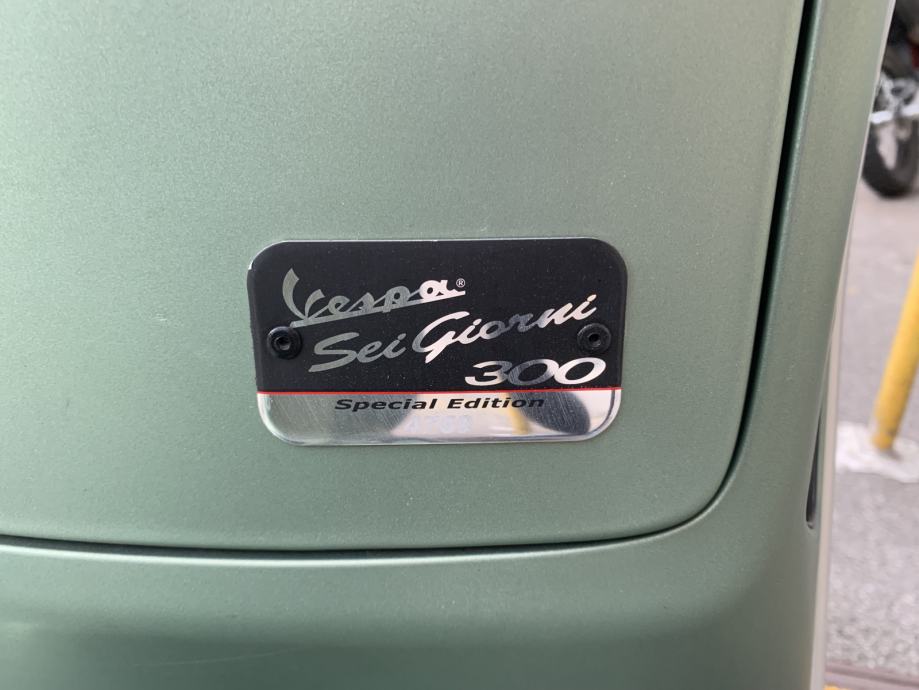 Vespa®
Sei Giorni
300
Special Edition